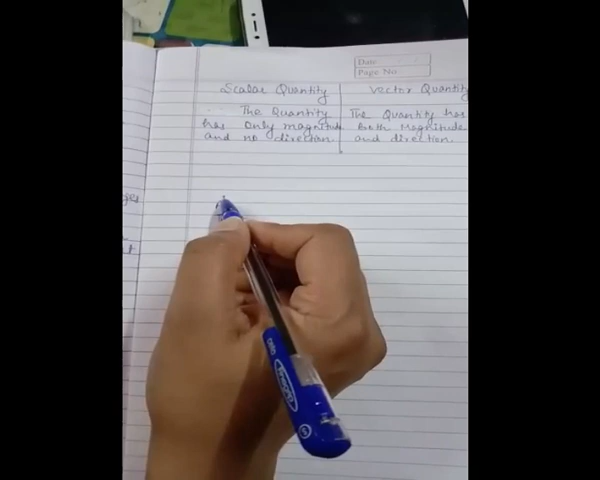 Date
Page No
Scalar Quantity
Vector Quantity
The Quantity
has Only magnitude
and no direction
The Quantity has
Both Magnitude
and direction
cello